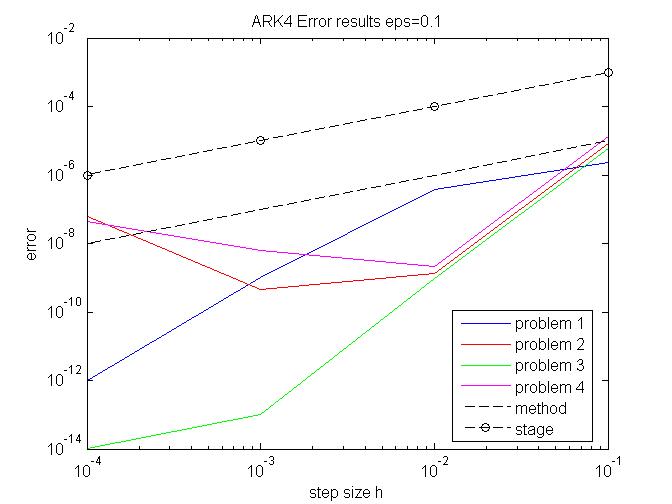 ARK4 Error results eps=0.1
error
10^-2
10^-4
10^-6
10^-8
10^-10
10^-12
10^-14
10^-4
10^-3
10^-2
10^-1
step size h
problem 1
problem 2
problem 3
problem 4
method
stage